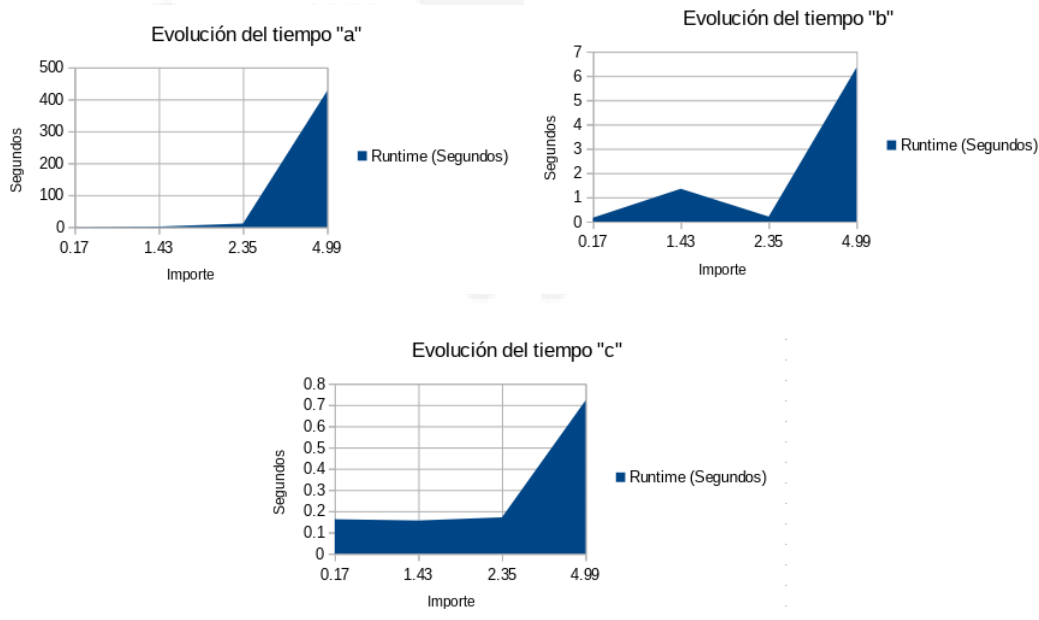 Evolución del tiempo "a"
500
400
300
200
100
0
Segundos
0.17 1.43 2.35 4.99
Importe
Runtime (Segundos)
Evolución del tiempo "b"
7
6
5
4
3
2
1
0
Segundos
0.17 1.43 2.35 4.99
Importe
Runtime (Segundos)
Evolución del tiempo "c"
0.8
0.7
0.6
0.5
0.4
0.3
0.2
0.1
0
Segundos
0.17 1.43 2.35 4.99
Importe
Runtime (Segundos)